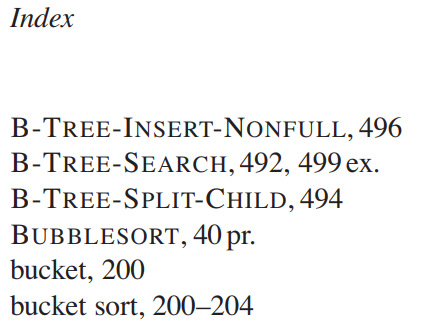 Index
B-TREE-INSERT-NONFULL, 496
B-TREE-SEARCH, 492, 499 ex.
B-TREE-SPLIT-CHILD, 494
BUBBLESORT, 40 pr.
bucket, 200
bucket sort, 200–204